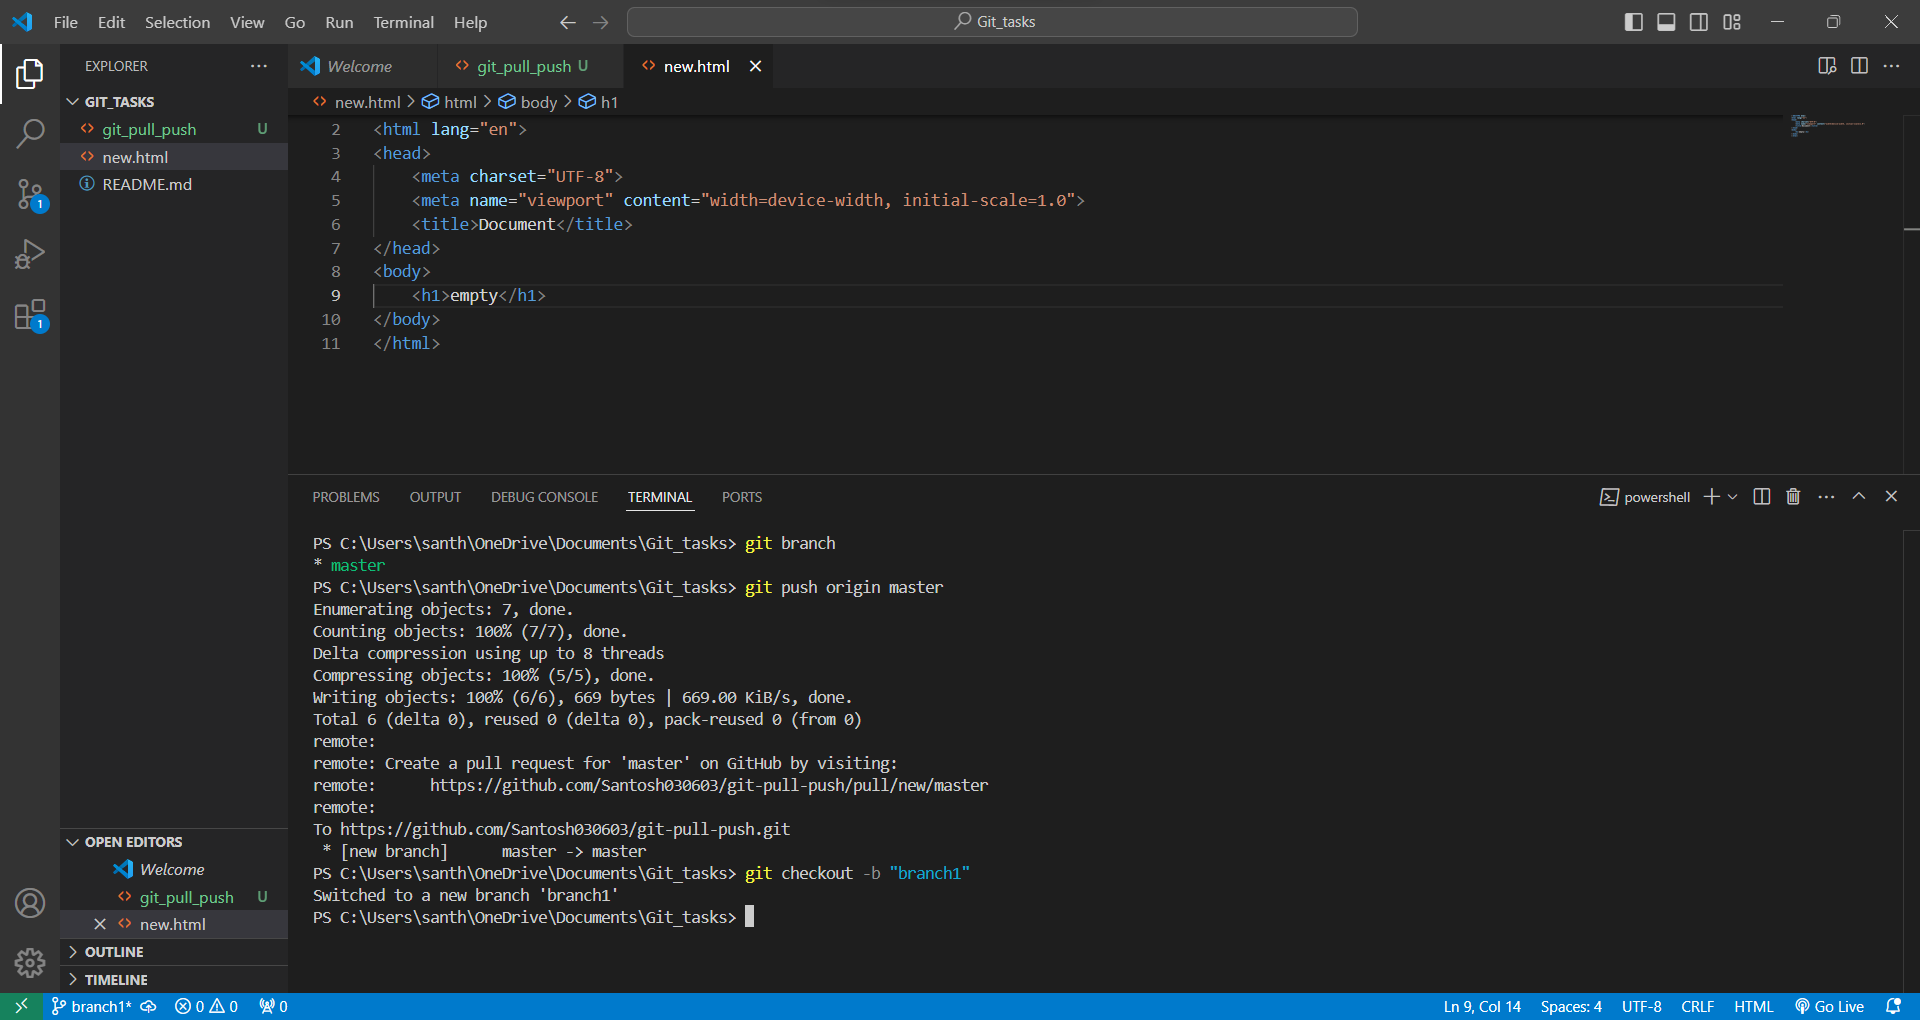 File Edit Selection View Go Run Terminal Help Git_tasks
EXPLORER
GIT_TASKS
git_pull_push U
new.html
README.md
1
1
Welcome git_pull_push U new.html
new.html > html > body > h1
2 <html lang="en">
3 <head>
4 <meta charset="UTF-8">
5 <meta name="viewport" content="width=device-width, initial-scale=1.0">
6 <title>Document</title>
7 </head>
8 <body>
9 <h1>empty</h1>
10 </body>
11 </html>
PROBLEMS OUTPUT DEBUG CONSOLE TERMINAL PORTS powershell
PS C:\Users\santh\OneDrive\Documents\Git_tasks> git branch
* master
PS C:\Users\santh\OneDrive\Documents\Git_tasks> git push origin master
Enumerating objects: 7, done.
Counting objects: 100% (7/7), done.
Delta compression using up to 8 threads
Compressing objects: 100% (5/5), done.
Writing objects: 100% (6/6), 669 bytes | 669.00 KiB/s, done.
Total 6 (delta 0), reused 0 (delta 0), pack-reused 0 (from 0)
remote:
remote: Create a pull request for 'master' on GitHub by visiting:
remote: https://github.com/Santosh030603/git-pull-push/pull/new/master
remote:
To https://github.com/Santosh030603/git-pull-push.git
* [new branch] master -> master
PS C:\Users\santh\OneDrive\Documents\Git_tasks> git checkout -b "branch1"
Switched to a new branch 'branch1'
PS C:\Users\santh\OneDrive\Documents\Git_tasks>
OPEN EDITORS
Welcome
git_pull_push U
new.html
OUTLINE
TIMELINE
branch1* 0 0 0 Ln 9, Col 14 Spaces: 4 UTF-8 CRLF HTML Go Live